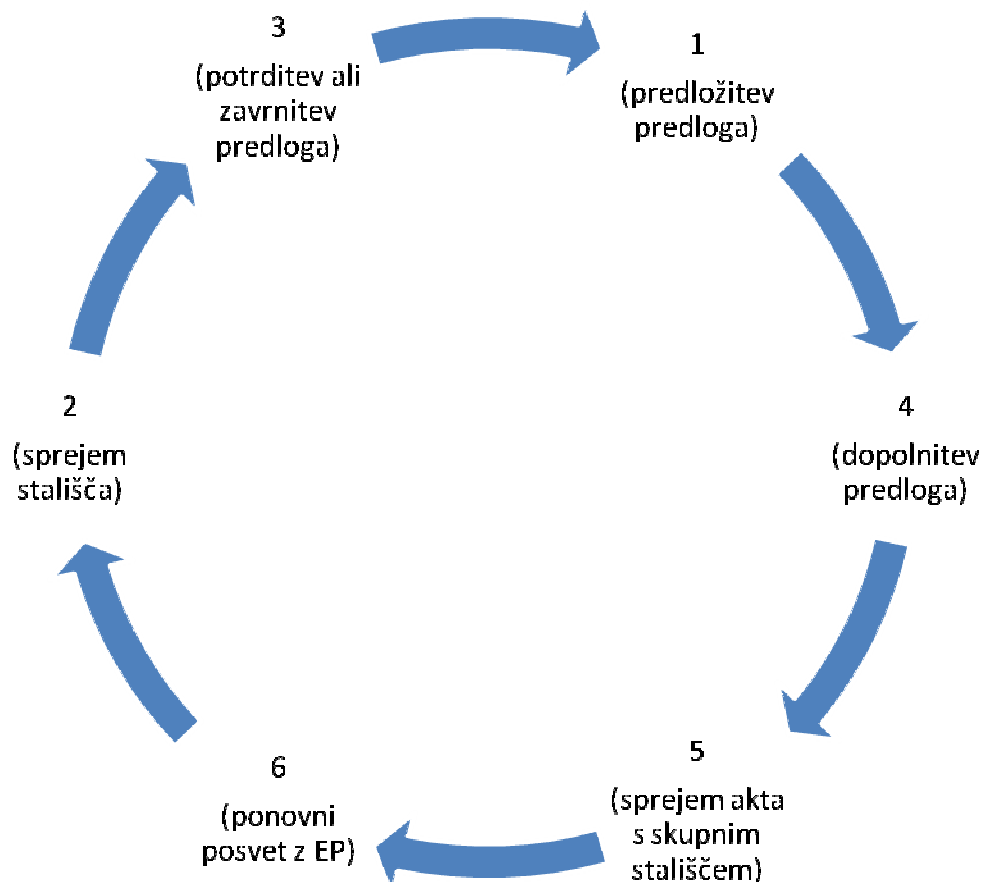 3
(potrditev ali
zavrnitev
predloga)
1
(predložitev
predloga)
4
(dopolnitev
predloga)
5
(sprejem akta
s skupnim
stališčem)
6
(ponovni
posvet z EP)
2
(sprejem
stališča)